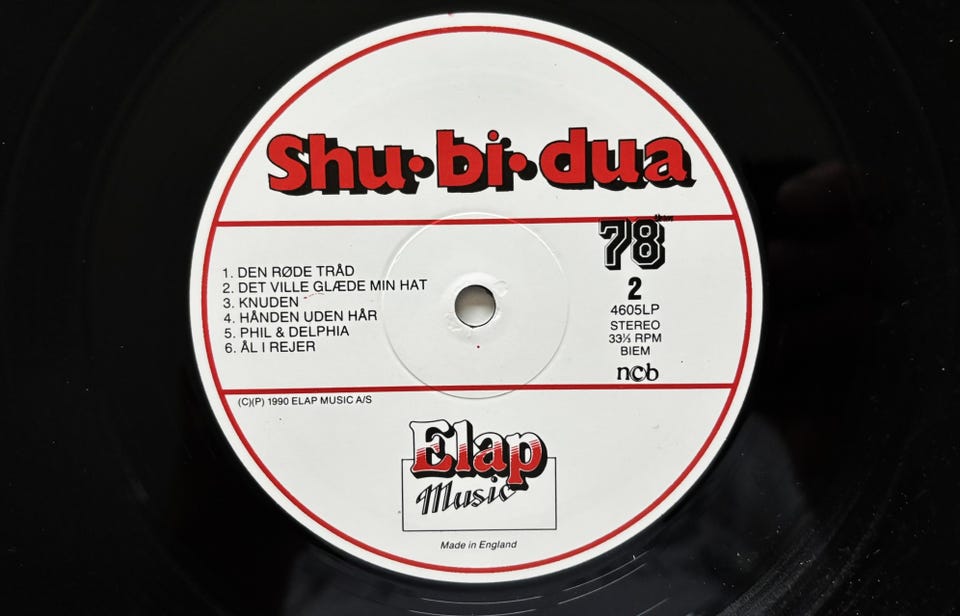 Shu·bi·dua
78
1. DEN RØDE TRÅD
2. DET VILLE GLÆDE MIN HAT
3. KNUDEN
4. HÅNDEN UDEN HÅR
5. PHIL & DELPHIA
6. ÅL I REJER
2
4605LP
STEREO
33⅓ RPM
BIEM
ncb
(C)(P) 1990 ELAP MUSIC A/S
Elap
Music
Made in England